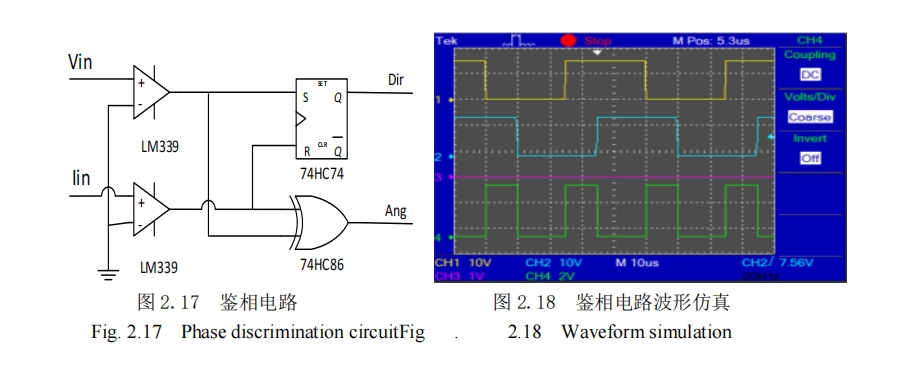 Vin
+
-
LM339
Iin
+
-
LM339
SET
S Q
CLR
R Q
74HC74
Dir
Ang
74HC86
Tek Stop M Pos: 5.3us CH4
Coupling
DC
Volts/Div
Coarse
Invert
Off
1
2
3
4
CH1 10V CH2 10V M 10us CH2/ 7.56V
CH3 1V CH4 2V
图 2.17 鉴相电路
图 2.18 鉴相电路波形仿真
Fig. 2.17 Phase discrimination circuitFig . 2.18 Waveform simulation